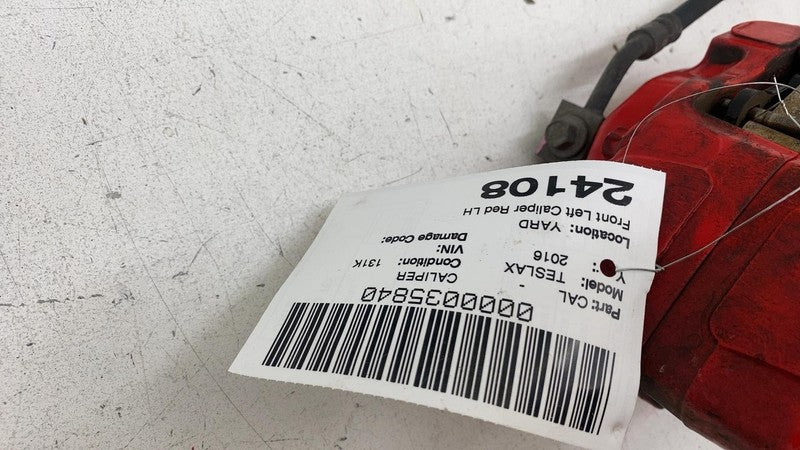 0000035840
Part: CAL - CALIPER
Model: TESLAX Condition: 131K
Y : 2016 VIN:
Location: YARD Damage Code:
Front Left Caliper Red LH
24108